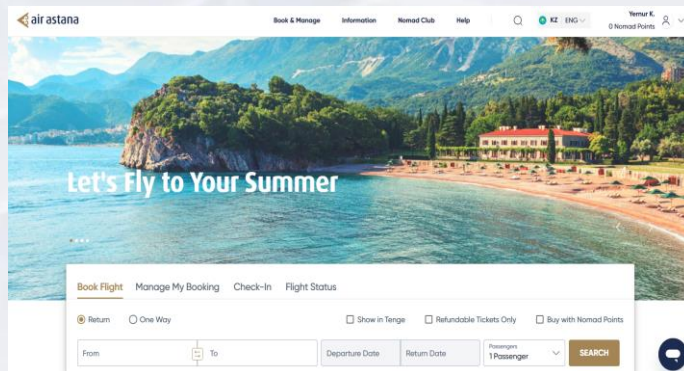 air astana
Book & Manage Information Nomad Club Help KZ ENG
Yernur K.
0 Nomad Points
Let's Fly to Your Summer
Book Flight Manage My Booking Check-In Flight Status
Return One Way Show in Tenge Refundable Tickets Only Buy with Nomad Points
From To Departure Date Return Date
Passengers
1 Passenger
SEARCH